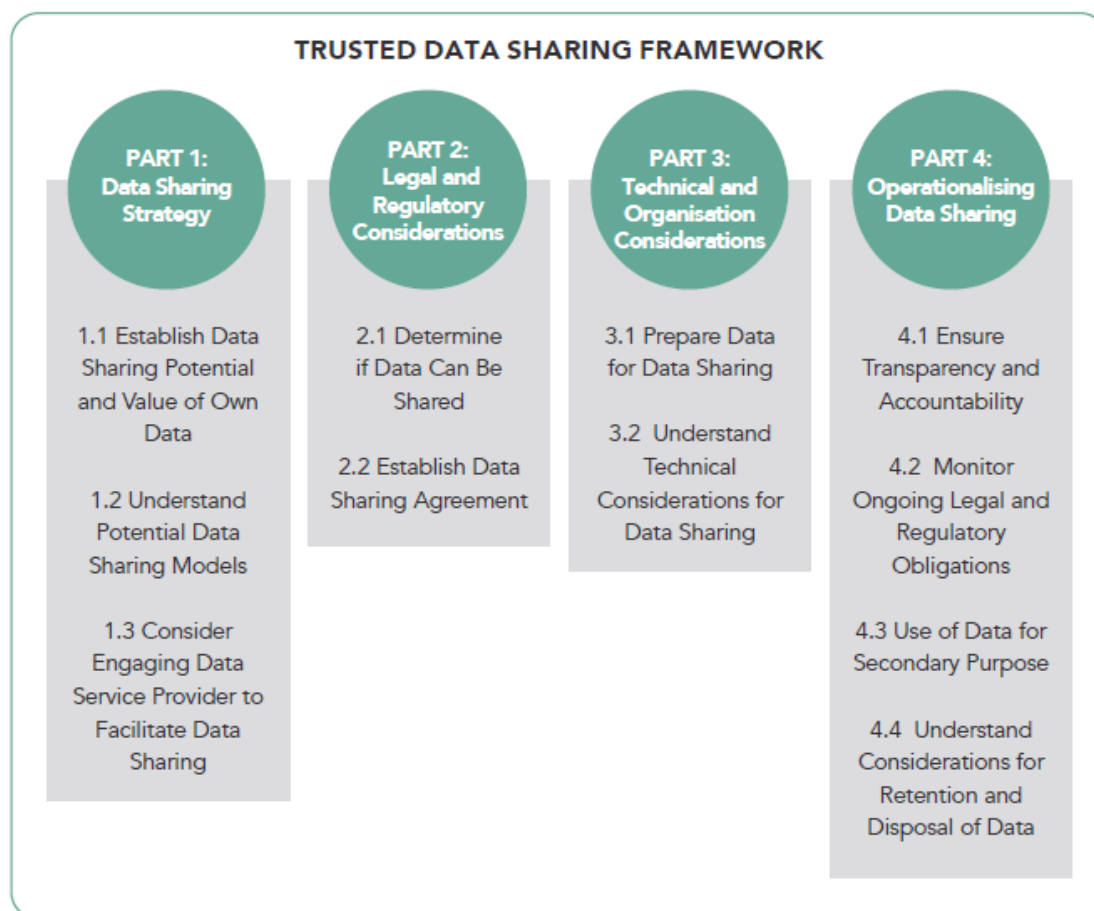 TRUSTED DATA SHARING FRAMEWORK
PART 1:
Data Sharing
Strategy
1.1 Establish Data
Sharing Potential
and Value of Own
Data
1.2 Understand
Potential Data
Sharing Models
1.3 Consider
Engaging Data
Service Provider to
Facilitate Data
Sharing
PART 2:
Legal and
Regulatory
Considerations
2.1 Determine
if Data Can Be
Shared
2.2 Establish Data
Sharing Agreement
PART 3:
Technical and
Organisation
Considerations
3.1 Prepare Data
for Data Sharing
3.2 Understand
Technical
Considerations for
Data Sharing
PART 4:
Operationalising
Data Sharing
4.1 Ensure
Transparency and
Accountability
4.2 Monitor
Ongoing Legal and
Regulatory
Obligations
4.3 Use of Data for
Secondary Purpose
4.4 Understand
Considerations for
Retention and
Disposal of Data